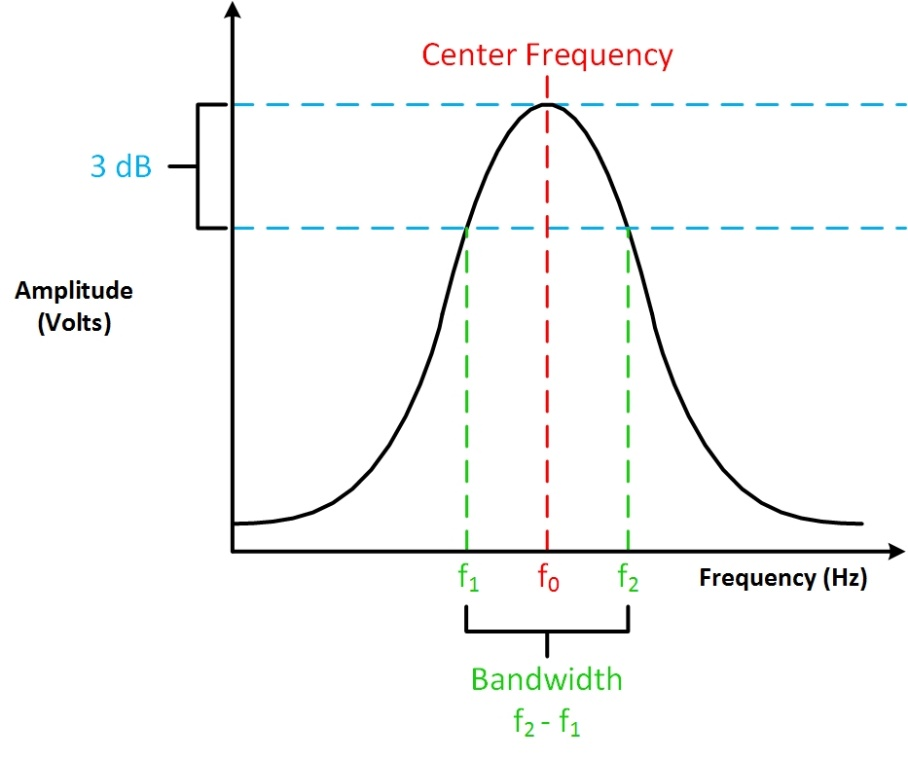 Center Frequency
3 dB
Amplitude
(Volts)
f₁ f₀ f₂ Frequency (Hz)
Bandwidth
f₂ - f₁